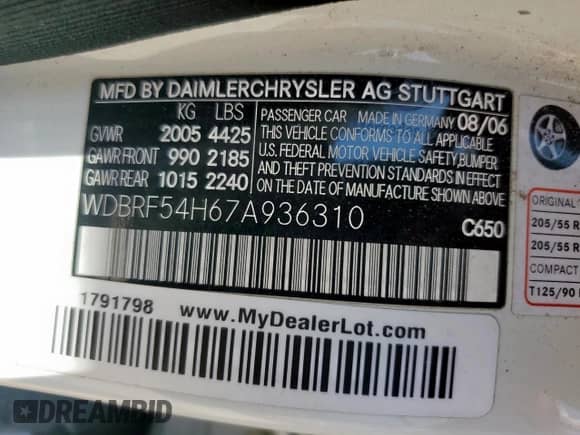 MFD BY DAIMLERCHRYSLER AG STUTTGART
KG LBS
GVWR 2005 4425
GAWR FRONT 990 2185
GAWR REAR 1015 2240
PASSENGER CAR MADE IN GERMANY 08/06
THIS VEHICLE CONFORMS TO ALL APPLICABLE
U.S. FEDERAL MOTOR VEHICLE SAFETY, BUMPER
AND THEFT PREVENTION STANDARDS IN EFFECT
ON THE DATE OF MANUFACTURE SHOWN ABOVE
WDBRF54H67A936310
C650
1791798 www.MyDealerLot.com
ORIGINAL
205/55 R
205/55 R
COMPACT
T125/90
DREAMBID